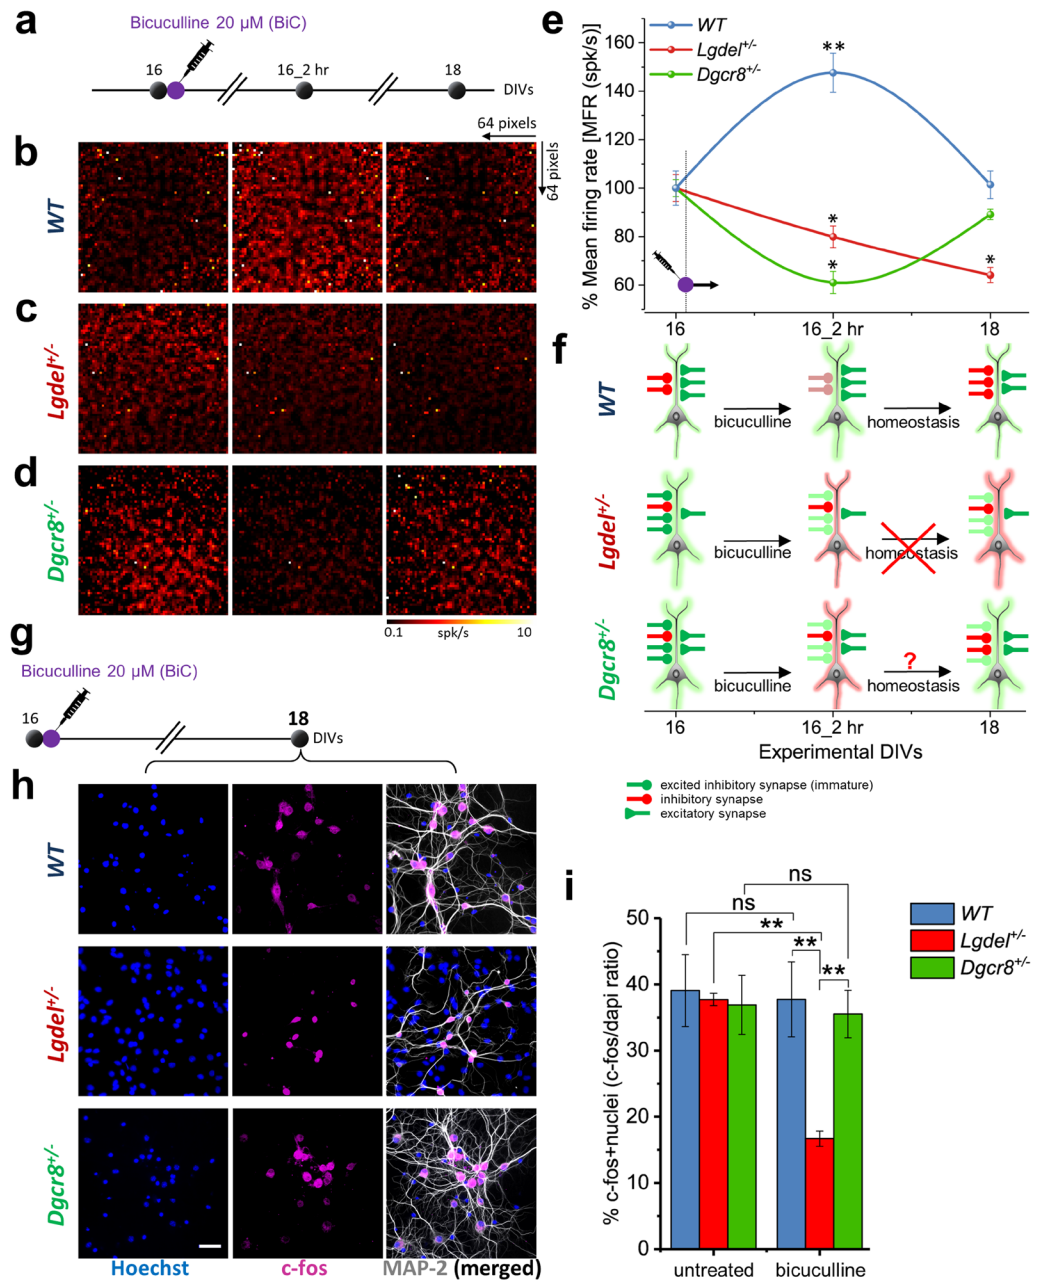 a
Bicuculline 20 µM (BiC)
16
16_2 hr
18
DIVs
64 pixels
64 pixels
b
WT
c
Lgdel+/-
d
Dgcr8+/-
0.1
spk/s
10
e
WT
Lgdel+/-
Dgcr8+/-
% Mean firing rate [MFR (spk/s)]
160
140
120
100
80
60
**
*
*
*
16
16_2 hr
18
f
WT
bicuculline
homeostasis
Lgdel+/-
bicuculline
homeostasis
Dgcr8+/-
bicuculline
?
homeostasis
16
16_2 hr
18
Experimental DIVs
excited inhibitory synapse (immature)
inhibitory synapse
excitatory synapse
g
Bicuculline 20 µM (BiC)
16
18
DIVs
h
WT
Lgdel+/-
Dgcr8+/-
Hoechst
c-fos
MAP-2 (merged)
i
% c-fos+nuclei (c-fos/dapi ratio)
50
40
30
20
10
0
ns
ns
**
**
**
untreated
bicuculline
WT
Lgdel+/-
Dgcr8+/-